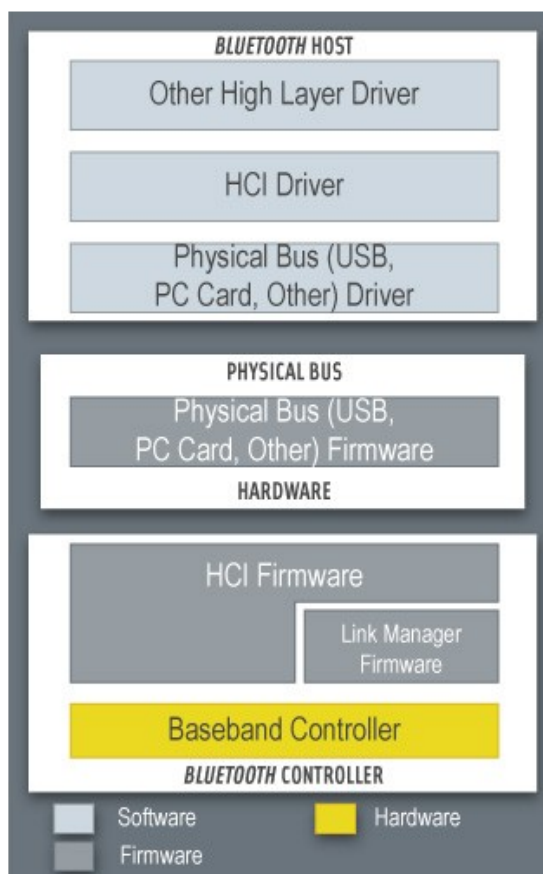 BLUETOOTH HOST
Other High Layer Driver
HCI Driver
Physical Bus (USB,
PC Card, Other) Driver
PHYSICAL BUS
Physical Bus (USB,
PC Card, Other) Firmware
HARDWARE
HCI Firmware
Link Manager
Firmware
Baseband Controller
BLUETOOTH CONTROLLER
Software
Hardware
Firmware